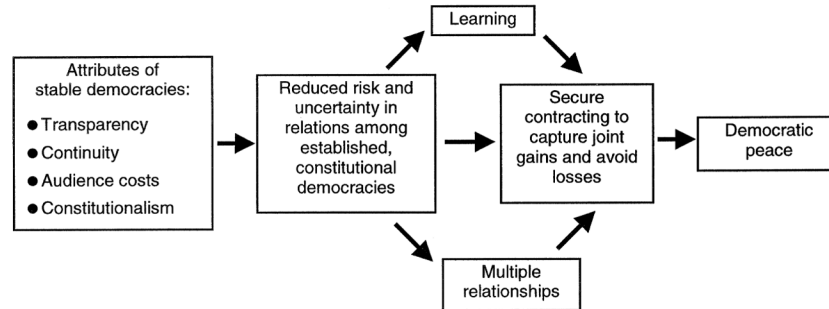 Learning
Attributes of
stable democracies:
● Transparency
● Continuity
● Audience costs
● Constitutionalism
Reduced risk and
uncertainty in
relations among
established,
constitutional
democracies
Secure
contracting to
capture joint
gains and avoid
losses
Democratic
peace
Multiple
relationships